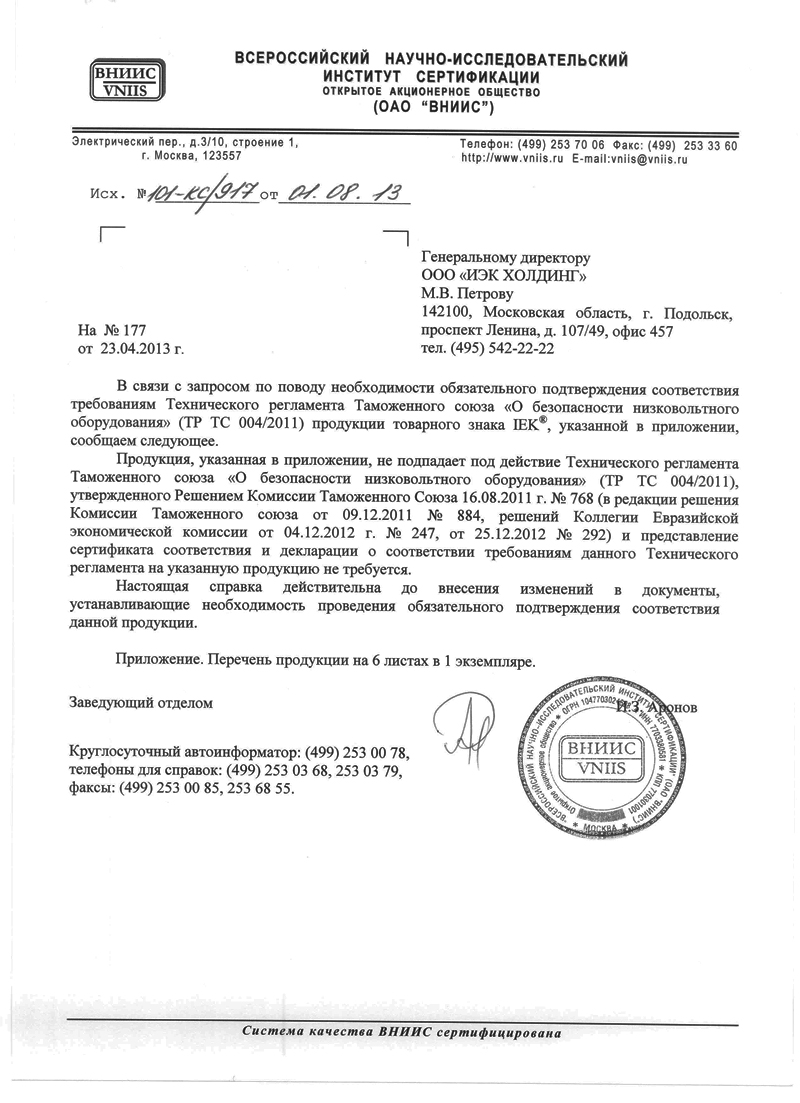 ВНИИС
VNIIS
ВСЕРОССИЙСКИЙ НАУЧНО-ИССЛЕДОВАТЕЛЬСКИЙ
ИНСТИТУТ СЕРТИФИКАЦИИ
ОТКРЫТОЕ АКЦИОНЕРНОЕ ОБЩЕСТВО
(ОАО "ВНИИС")
Электрический пер., д.3/10, строение 1,
г. Москва, 123557
Телефон: (499) 253 70 06 Факс: (499) 253 33 60
http://www.vniis.ru E-mail:vniis@vniis.ru
Исх. № 101-КС/917 от 01.08.13
Генеральному директору
ООО «ИЭК ХОЛДИНГ»
М.В. Петрову
142100, Московская область, г. Подольск,
проспект Ленина, д. 107/49, офис 457
тел. (495) 542-22-22
На № 177
от 23.04.2013 г.
В связи с запросом по поводу необходимости обязательного подтверждения соответствия
требованиям Технического регламента Таможенного союза «О безопасности низковольтного
оборудования» (ТР ТС 004/2011) продукции товарного знака IEK®, указанной в приложении,
сообщаем следующее.
Продукция, указанная в приложении, не подпадает под действие Технического регламента
Таможенного союза «О безопасности низковольтного оборудования» (ТР ТС 004/2011),
утвержденного Решением Комиссии Таможенного Союза 16.08.2011 г. № 768 (в редакции решения
Комиссии Таможенного союза от 09.12.2011 № 884, решений Коллегии Евразийской
экономической комиссии от 04.12.2012 г. № 247, от 25.12.2012 № 292) и представление
сертификата соответствия и декларации о соответствии требованиям данного Технического
регламента на указанную продукцию не требуется.
Настоящая справка действительна до внесения изменений в документы,
устанавливающие необходимость проведения обязательного подтверждения соответствия
данной продукции.
Приложение. Перечень продукции на 6 листах в 1 экземпляре.
Заведующий отделом
И.З. Аронов
Круглосуточный автоинформатор: (499) 253 00 78,
телефоны для справок: (499) 253 03 68, 253 03 79,
факсы: (499) 253 00 85, 253 68 55.
"ВСЕРОССИЙСКИЙ НАУЧНО-ИССЛЕДОВАТЕЛЬСКИЙ ИНСТИТУТ СЕРТИФИКАЦИИ" (ОАО "ВНИИС")
Открытое акционерное общество
ИНН 7703380581 * КПП 770301001
ВНИИС
VNIIS
* МОСКВА *
Система качества ВНИИС сертифицирована